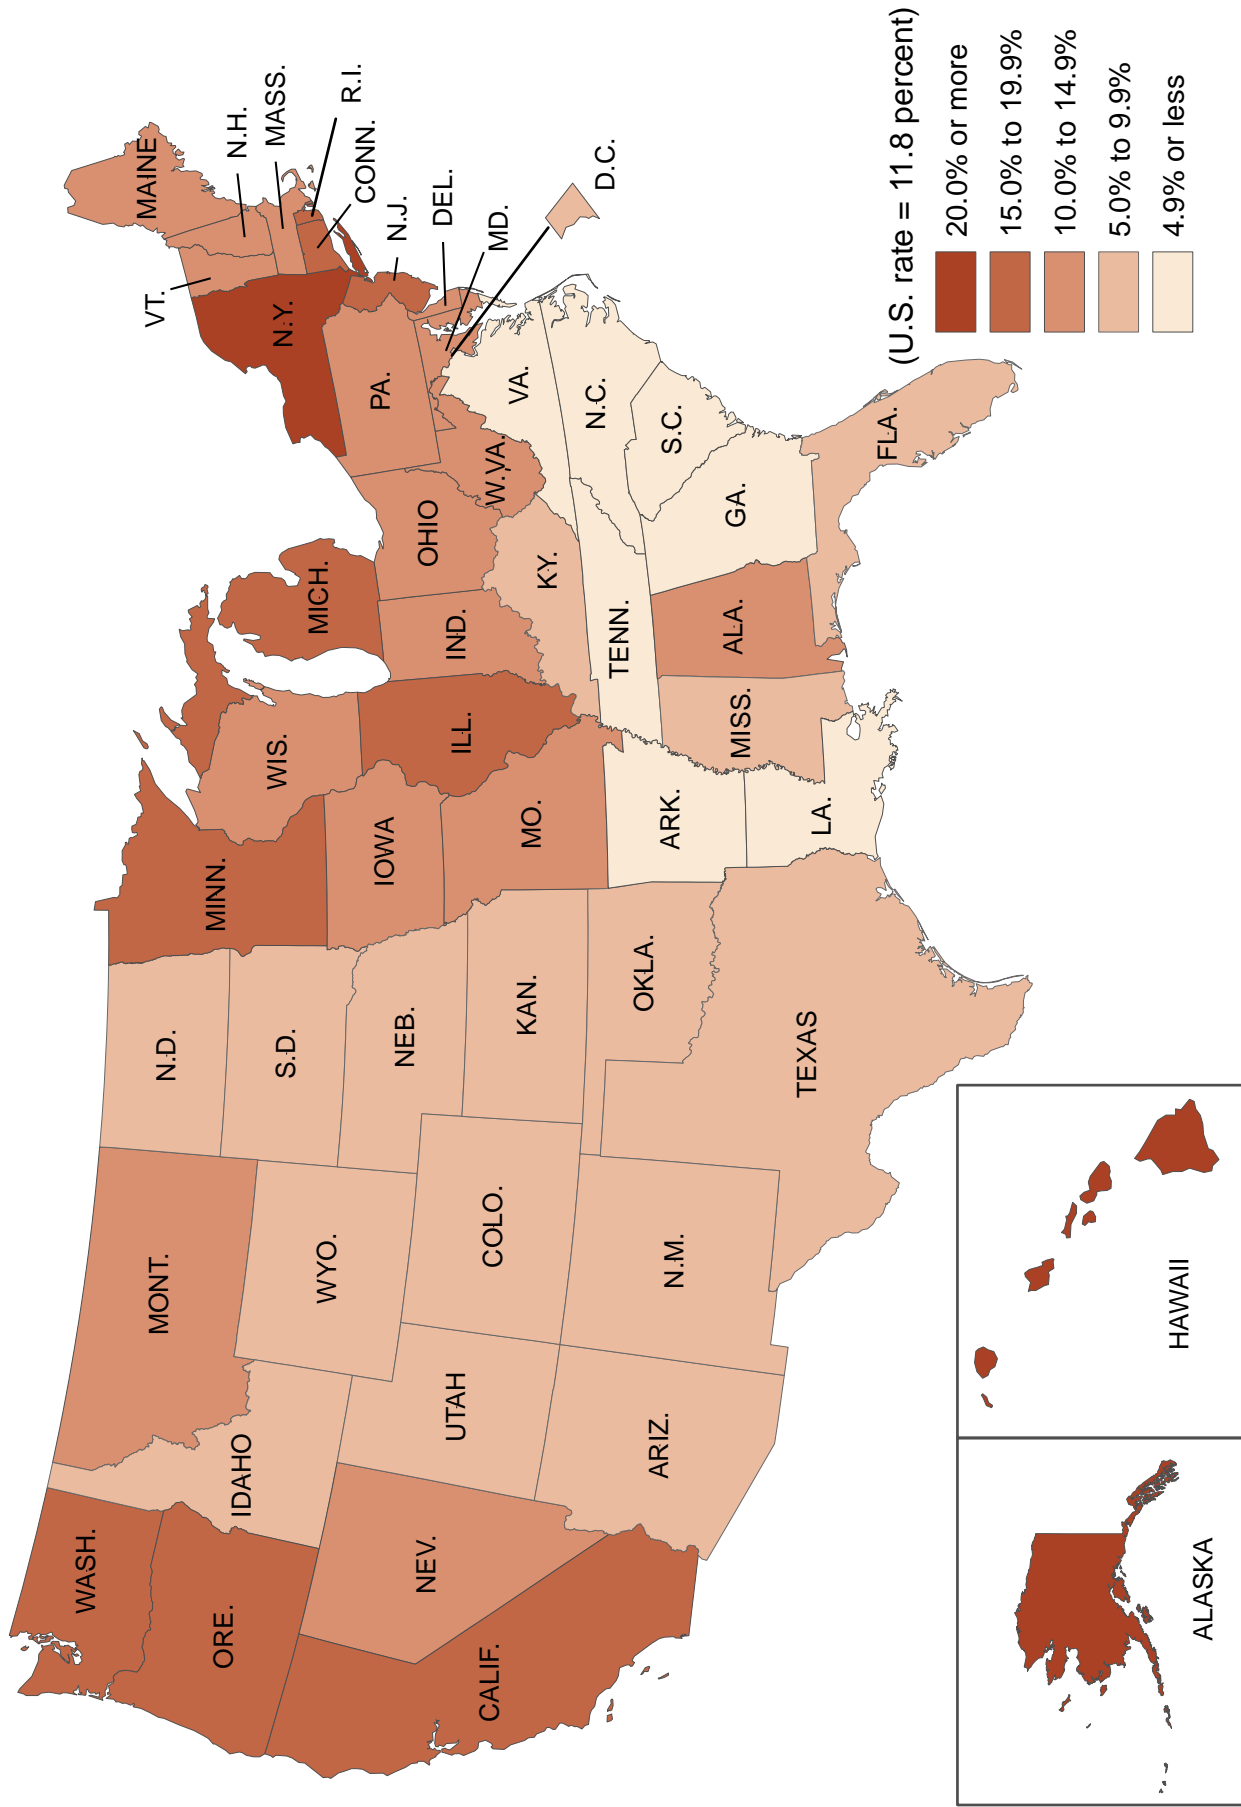 WASH.
ORE.
CALIF.
NEV.
IDAHO
MONT.
WYO.
UTAH
ARIZ.
COLO.
N.M.
N.D.
S.D.
NEB.
KAN.
OKLA.
TEXAS
MINN.
IOWA
MO.
ARK.
LA.
WIS.
ILL.
MICH.
IND.
OHIO
KY.
TENN.
MISS.
ALA.
GA.
FLA.
S.C.
N.C.
VA.
W.VA.
PA.
N.Y.
VT.
MAINE
N.H.
MASS.
R.I.
CONN.
N.J.
DEL.
MD.
D.C.
ALASKA
HAWAII
(U.S. rate = 11.8 percent)
20.0% or more
15.0% to 19.9%
10.0% to 14.9%
5.0% to 9.9%
4.9% or less